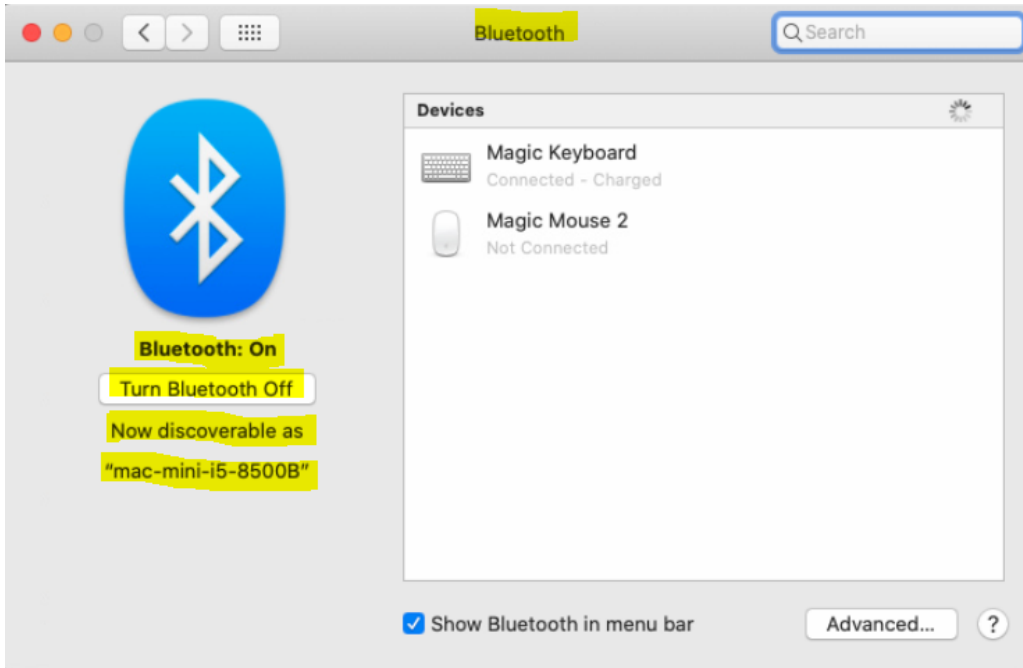 Bluetooth
Search
Bluetooth: On
Turn Bluetooth Off
Now discoverable as
“mac-mini-i5-8500B”
Devices
Magic Keyboard
Connected - Charged
Magic Mouse 2
Not Connected
Show Bluetooth in menu bar
Advanced...
?